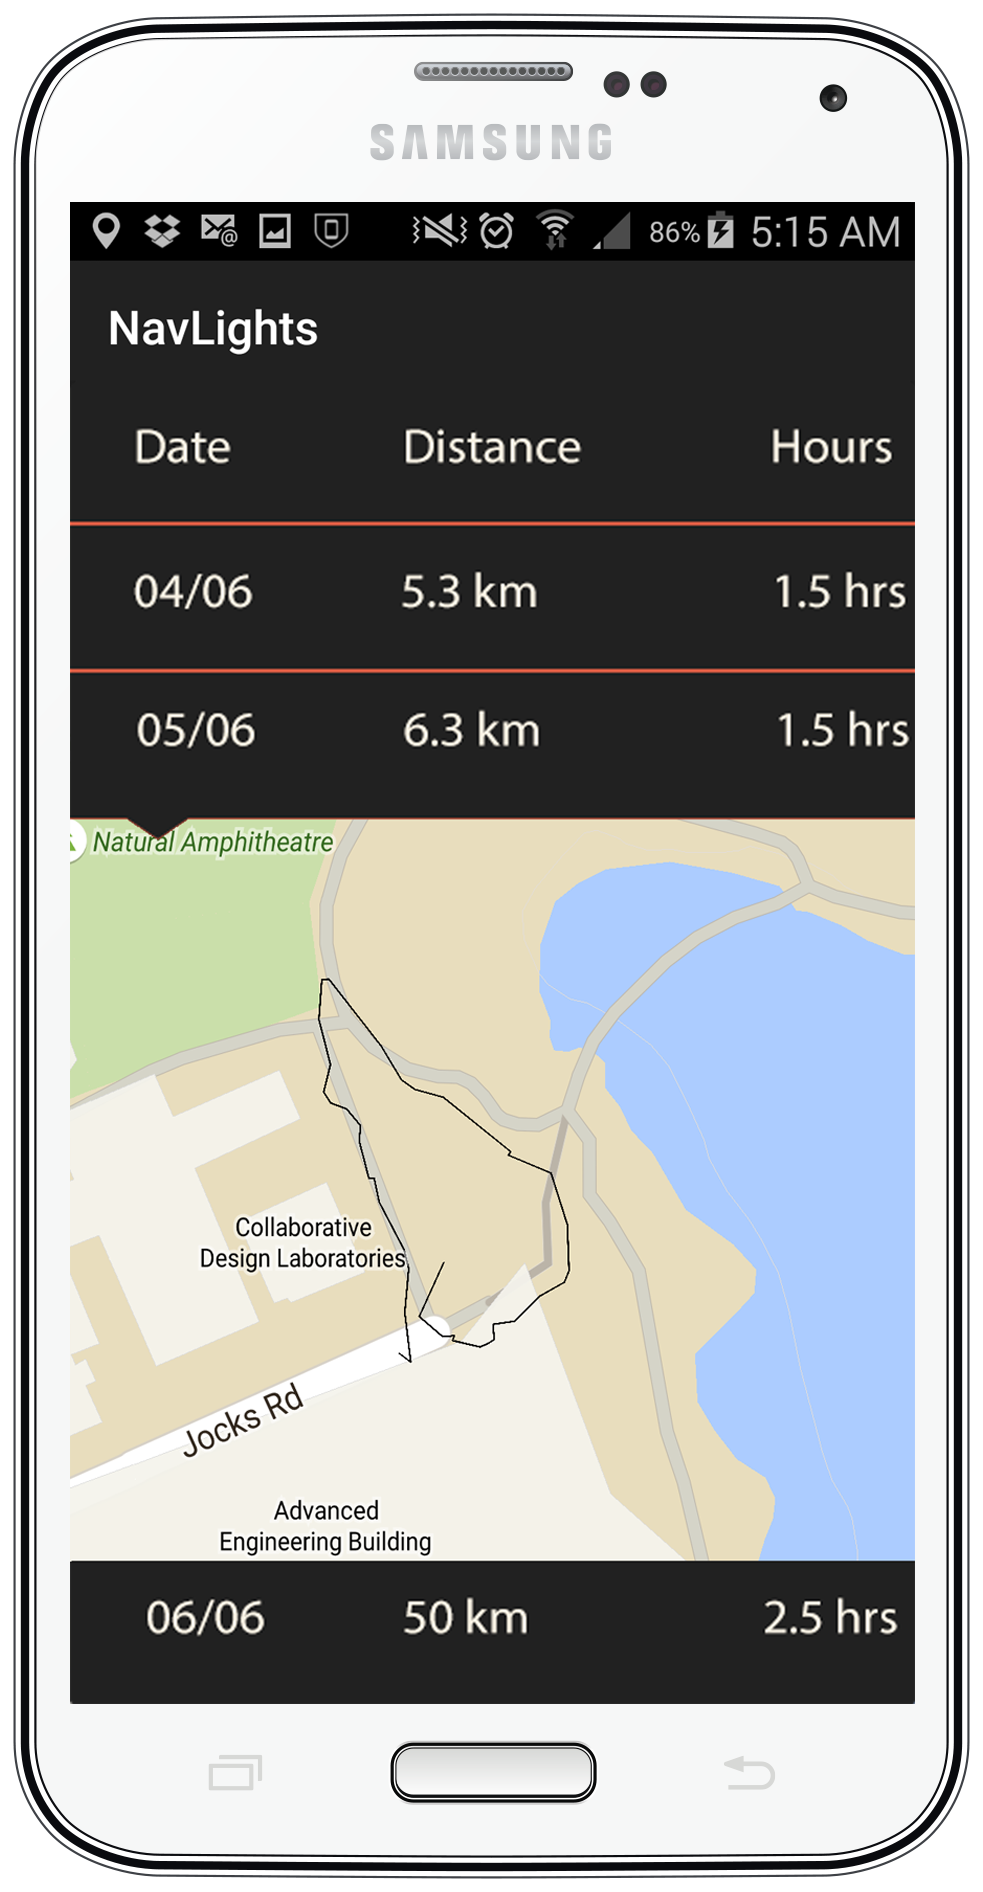 SAMSUNG
86% 5:15 AM
NavLights
Date Distance Hours
04/06 5.3 km 1.5 hrs
05/06 6.3 km 1.5 hrs
Natural Amphitheatre
Collaborative
Design Laboratories
Jocks Rd
Advanced
Engineering Building
06/06 50 km 2.5 hrs